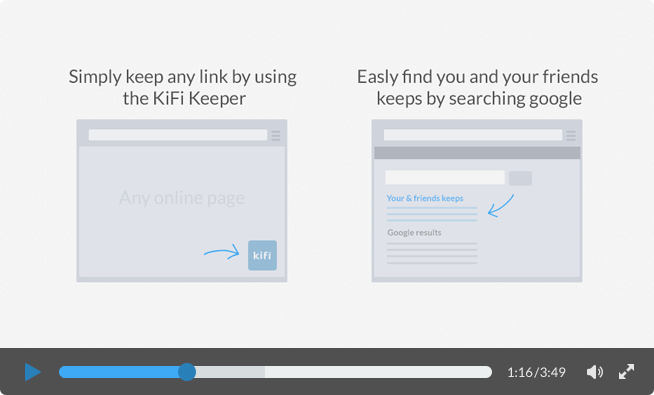 Simply keep any link by using
the KiFi Keeper
Easly find you and your friends
keeps by searching google
Any online page
kifi
Your & friends keeps
Google results
1:16/3:49